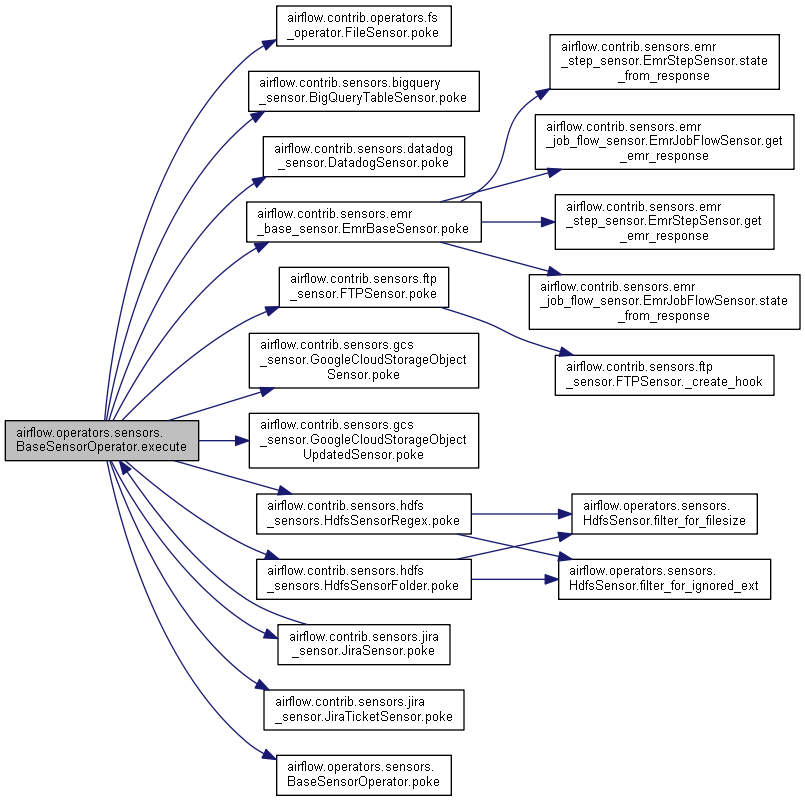 airflow.contrib.operators.fs
_operator.FileSensor.poke
airflow.contrib.sensors.bigquery
_sensor.BigQueryTableSensor.poke
airflow.contrib.sensors.datadog
_sensor.DatadogSensor.poke
airflow.contrib.sensors.emr
_base_sensor.EmrBaseSensor.poke
airflow.contrib.sensors.ftp
_sensor.FTPSensor.poke
airflow.contrib.sensors.gcs
_sensor.GoogleCloudStorageObject
Sensor.poke
airflow.operators.sensors.
BaseSensorOperator.execute
airflow.contrib.sensors.gcs
_sensor.GoogleCloudStorageObject
UpdatedSensor.poke
airflow.contrib.sensors.hdfs
_sensors.HdfsSensorRegex.poke
airflow.contrib.sensors.hdfs
_sensors.HdfsSensorFolder.poke
airflow.contrib.sensors.jira
_sensor.JiraSensor.poke
airflow.contrib.sensors.jira
_sensor.JiraTicketSensor.poke
airflow.operators.sensors.
BaseSensorOperator.poke
airflow.contrib.sensors.emr
_step_sensor.EmrStepSensor.state
_from_response
airflow.contrib.sensors.emr
_job_flow_sensor.EmrJobFlowSensor.get
_emr_response
airflow.contrib.sensors.emr
_step_sensor.EmrStepSensor.get
_emr_response
airflow.contrib.sensors.emr
_job_flow_sensor.EmrJobFlowSensor.state
_from_response
airflow.contrib.sensors.ftp
_sensor.FTPSensor._create_hook
airflow.operators.sensors.
HdfsSensor.filter_for_filesize
airflow.operators.sensors.
HdfsSensor.filter_for_ignored_ext